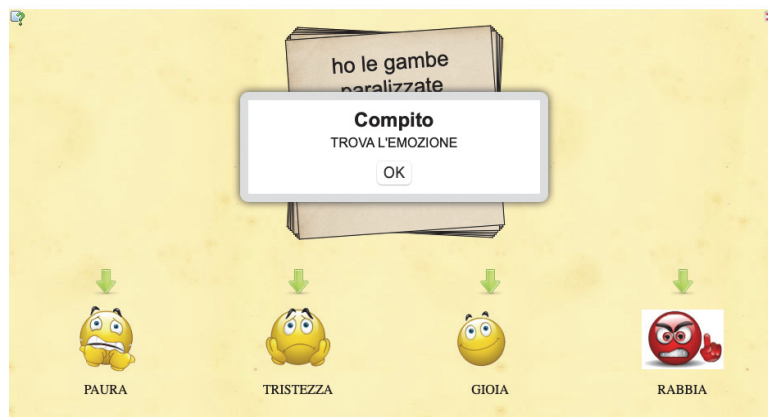 ho le gambe
paralizzate
Compito
TROVA L'EMOZIONE
OK
PAURA
TRISTEZZA
GIOIA
RABBIA